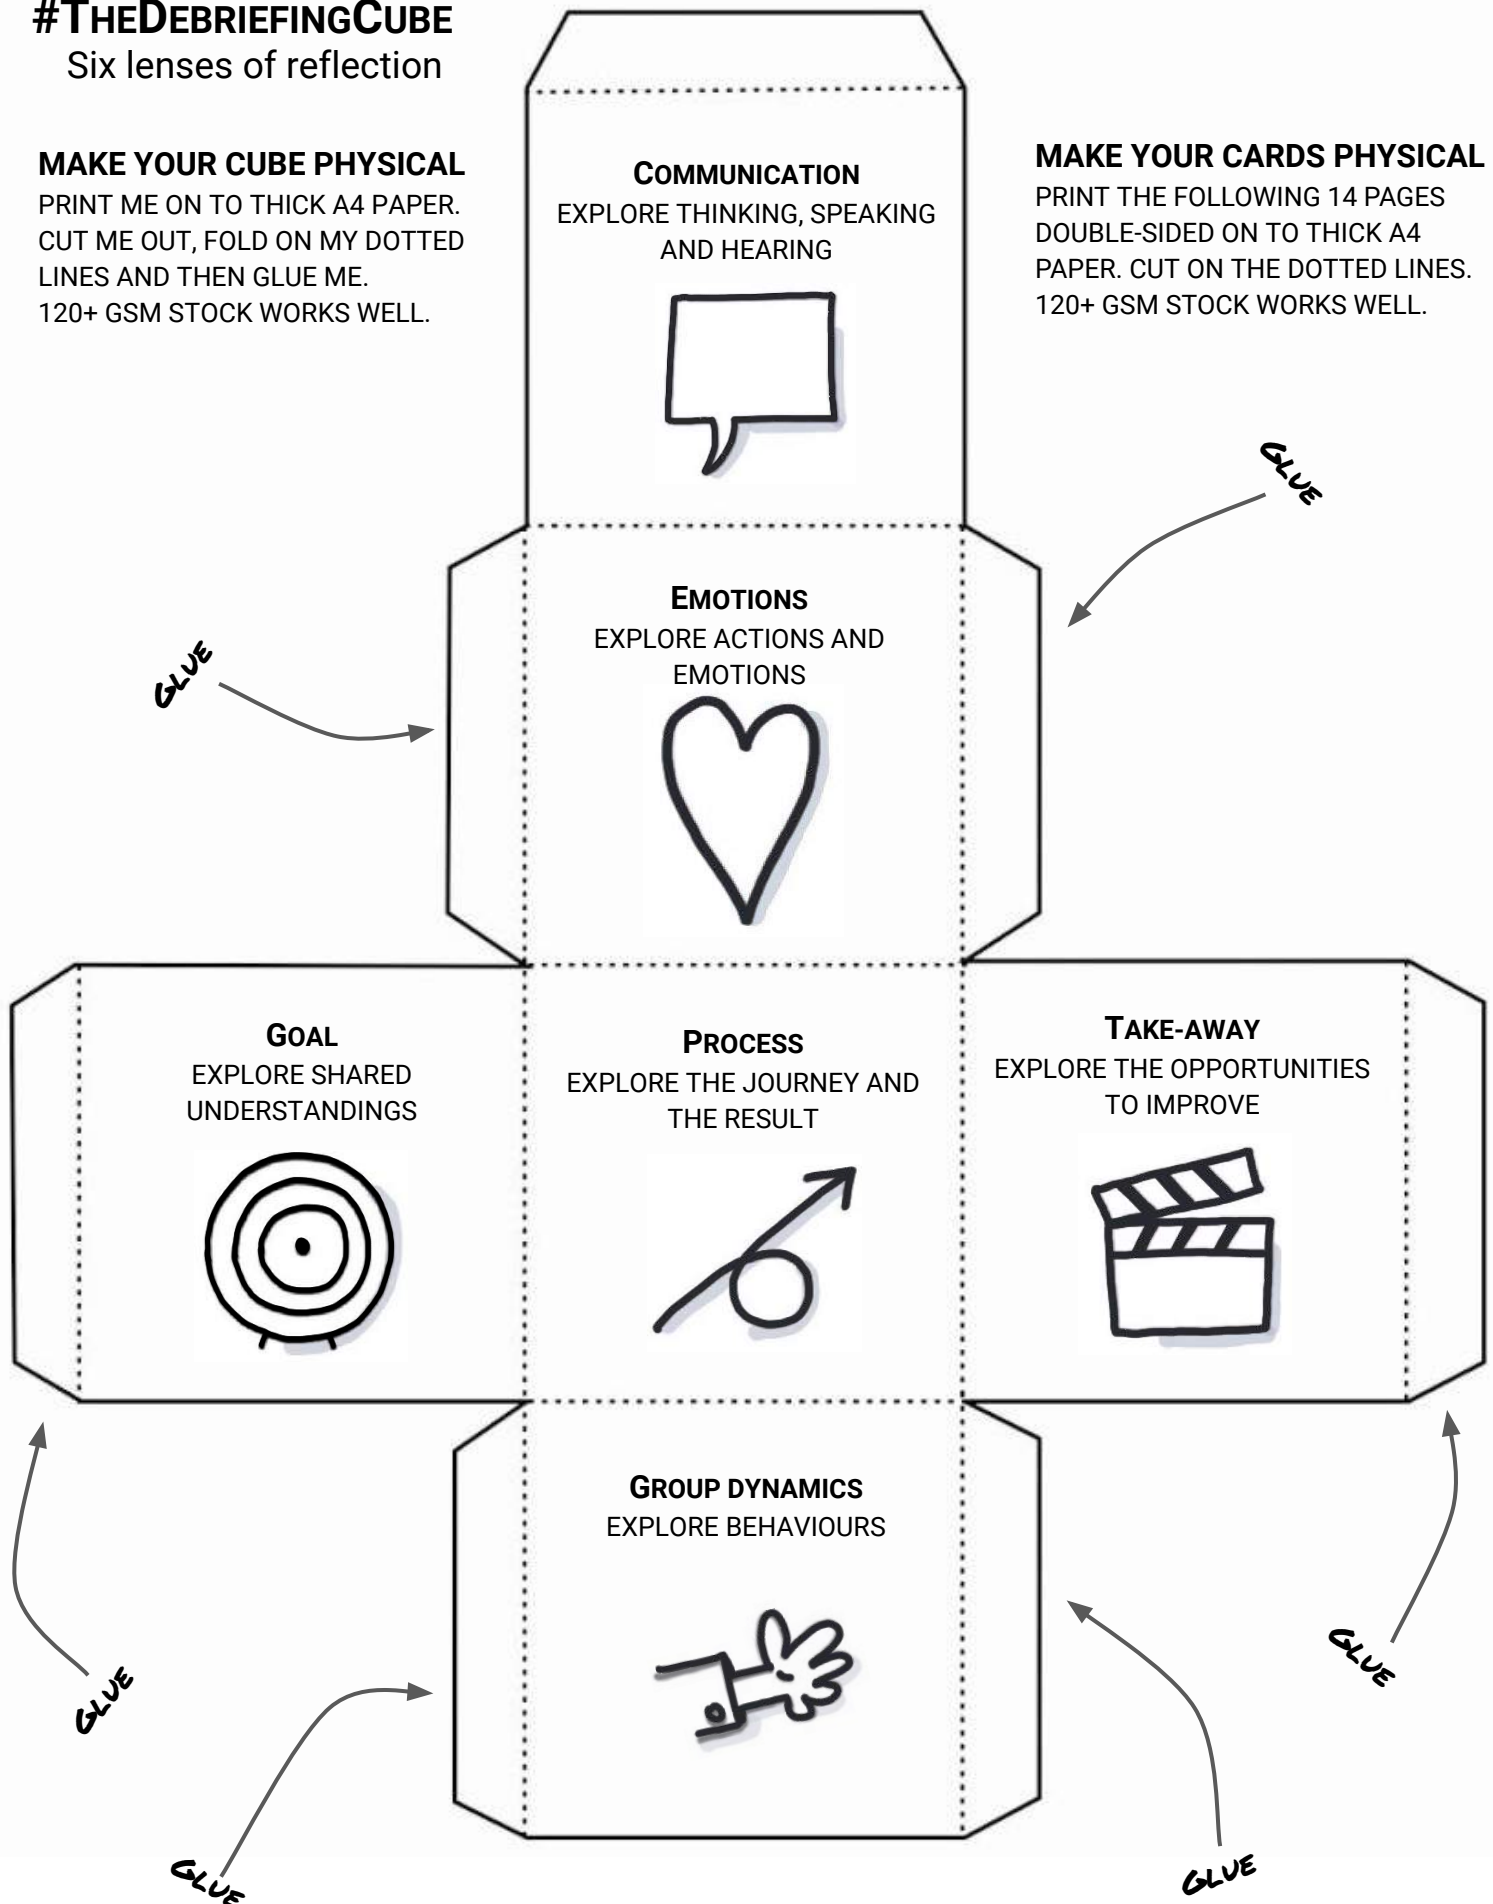 #TheDebriefingCube
Six lenses of reflection
MAKE YOUR CUBE PHYSICAL
PRINT ME ON TO THICK A4 PAPER.
CUT ME OUT, FOLD ON MY DOTTED
LINES AND THEN GLUE ME.
120+ GSM STOCK WORKS WELL.
MAKE YOUR CARDS PHYSICAL
PRINT THE FOLLOWING 14 PAGES
DOUBLE-SIDED ON TO THICK A4
PAPER. CUT ON THE DOTTED LINES.
120+ GSM STOCK WORKS WELL.
COMMUNICATION
EXPLORE THINKING, SPEAKING
AND HEARING
GLUE
EMOTIONS
EXPLORE ACTIONS AND
EMOTIONS
GLUE
GOAL
EXPLORE SHARED
UNDERSTANDINGS
PROCESS
EXPLORE THE JOURNEY AND
THE RESULT
TAKE-AWAY
EXPLORE THE OPPORTUNITIES
TO IMPROVE
GROUP DYNAMICS
EXPLORE BEHAVIOURS
GLUE
GLUE
GLUE
GLUE